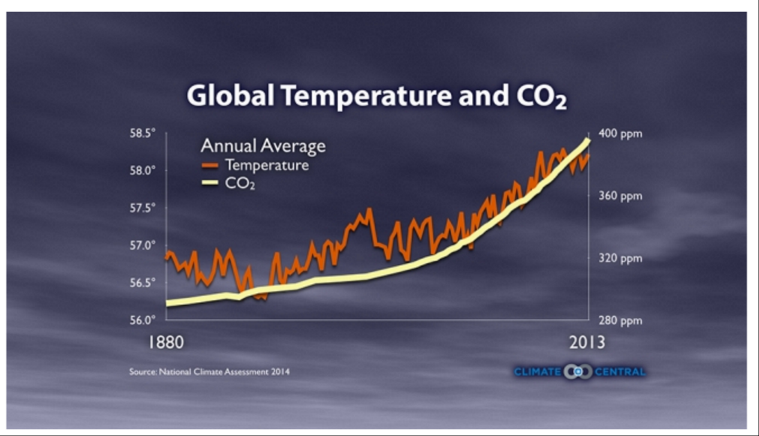 Global Temperature and CO₂
58.5°
58.0°
57.5°
57.0°
56.5°
56.0°
Annual Average
Temperature
CO₂
400 ppm
360 ppm
320 ppm
280 ppm
1880
2013
Source: National Climate Assessment 2014
CLIMATE CENTRAL